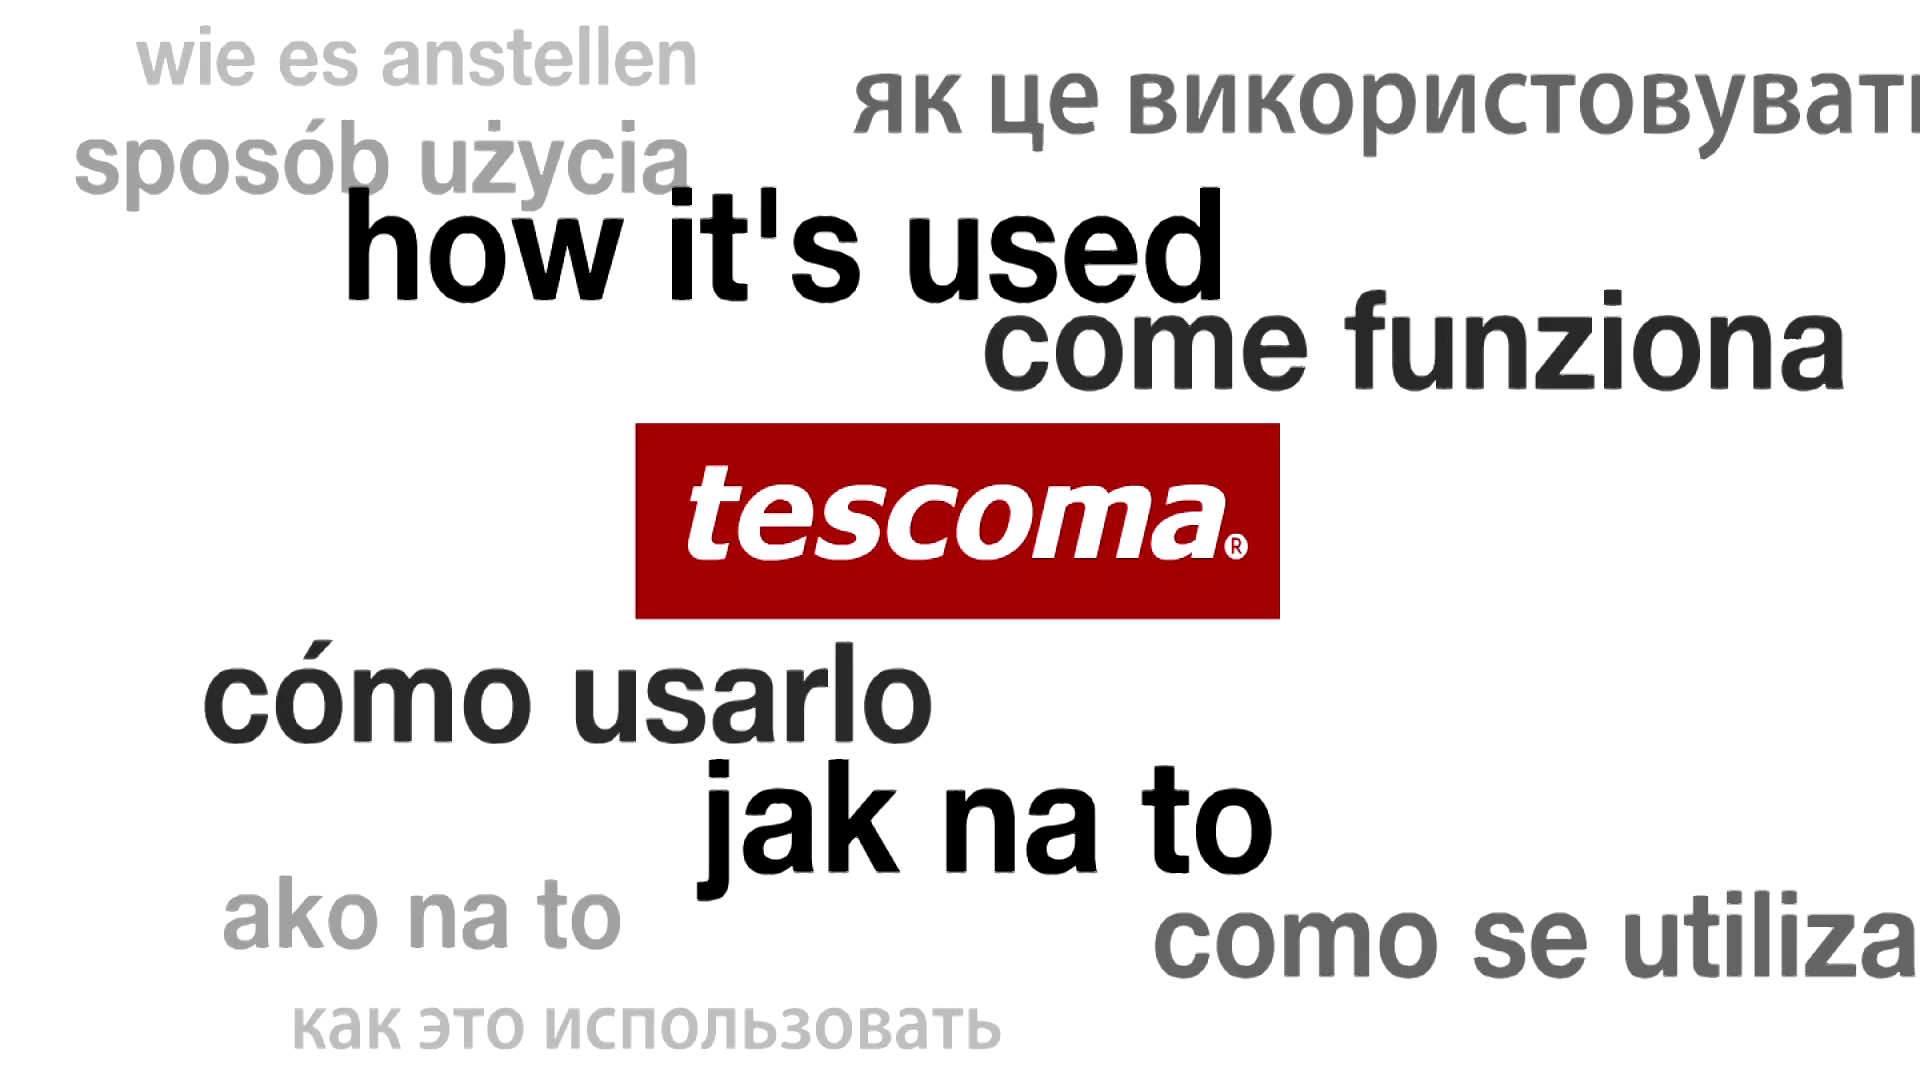 wie es anstellen
як це використовувати
sposób użycia
how it's used
come funziona
tescoma®
cómo usarlo
jak na to
ako na to
como se utiliza
как это использовать